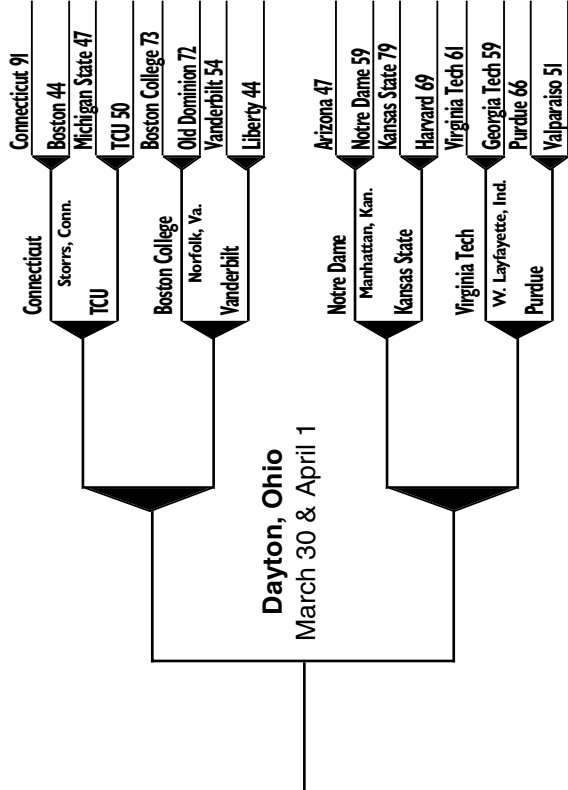 Connecticut 91
Boston 44
Michigan State 47
TCU 50
Boston College 73
Old Dominion 72
Vanderbilt 54
Liberty 44
Arizona 47
Notre Dame 59
Kansas State 79
Harvard 69
Virginia Tech 61
Georgia Tech 59
Purdue 66
Valparaiso 51
Connecticut
Storrs, Conn.
TCU
Boston College
Norfolk, Va.
Vanderbilt
Notre Dame
Manhattan, Kan.
Kansas State
Virginia Tech
W. Layfayette, Ind.
Purdue
Dayton, Ohio
March 30 & April 1